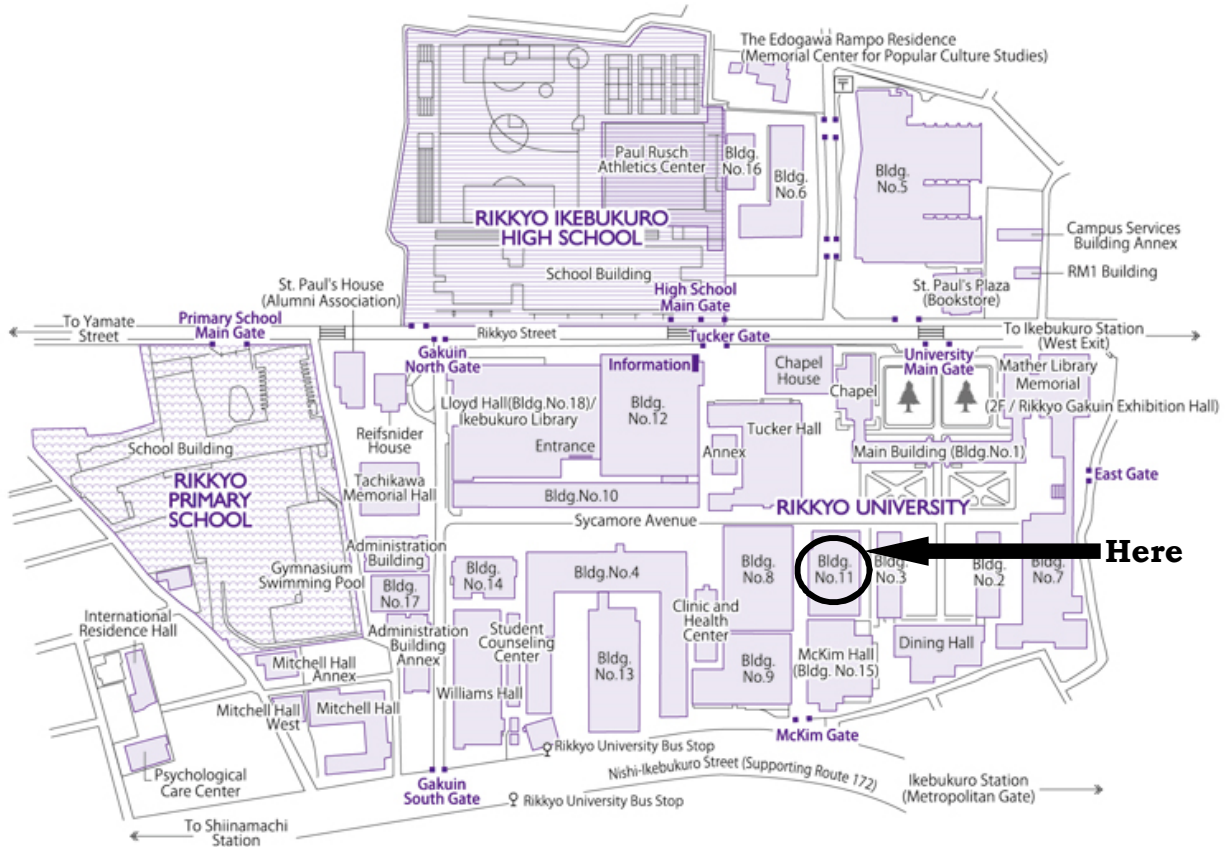 The Edogawa Rampo Residence
(Memorial Center for Popular Culture Studies)
Paul Rusch
Athletics Center
Bldg.
No.16
Bldg.
No.6
Bldg.
No.5
RIKKYO IKEBUKURO
HIGH SCHOOL
Campus Services
Building Annex
School Building
RM1 Building
St. Paul's House
(Alumni Association)
High School
Main Gate
St. Paul's Plaza
(Bookstore)
To Yamate
Street
Primary School
Main Gate
Rikkyo Street
Tucker Gate
To Ikebukuro Station
(West Exit)
Gakuin
North Gate
Information
Chapel
House
University
Main Gate
Mather Library
Memorial
(2F / Rikkyo Gakuin Exhibition Hall)
Chapel
Lloyd Hall(Bldg.No.18)/
Ikebukuro Library
Bldg.
No.12
Entrance
Tucker Hall
Annex
Main Building (Bldg.No.1)
Reifsnider
House
School Building
RIKKYO
PRIMARY
SCHOOL
Tachikawa
Memorial Hall
Bldg.No.10
East Gate
RIKKYO UNIVERSITY
Sycamore Avenue
Administration
Building
Gymnasium
Swimming Pool
Bldg.
No.17
Bldg.
No.14
Bldg.No.4
Bldg.
No.8
Bldg.
No.11
Bldg.
No.3
Bldg.
No.2
Bldg.
No.7
Here
International
Residence Hall
Administration
Building
Annex
Student
Counseling
Center
Clinic and
Health
Center
Mitchell Hall
Annex
Bldg.
No.13
Bldg.
No.9
McKim Hall
(Bldg. No.15)
Dining Hall
Mitchell Hall
West
Mitchell Hall
Williams Hall
McKim Gate
Rikkyo University Bus Stop
Psychological
Care Center
Gakuin
South Gate
Nishi-Ikebukuro Street (Supporting Route 172)
Ikebukuro Station
(Metropolitan Gate)
Rikkyo University Bus Stop
To Shiinamachi
Station